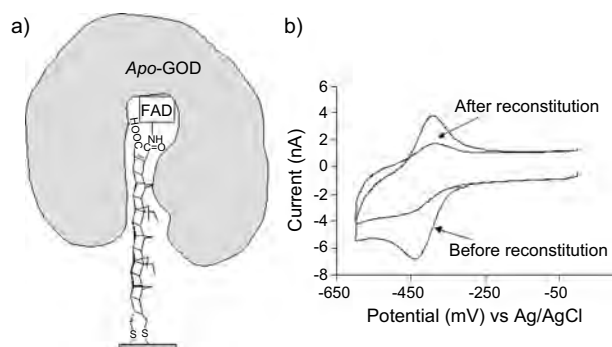 a)
Apo-GOD
FAD
HOOC
NH
C=O
S S
b)
Current (nA)
6
4
2
0
-2
-4
-6
-8
After reconstitution
Before reconstitution
-650 -450 -250 -50
Potential (mV) vs Ag/AgCl